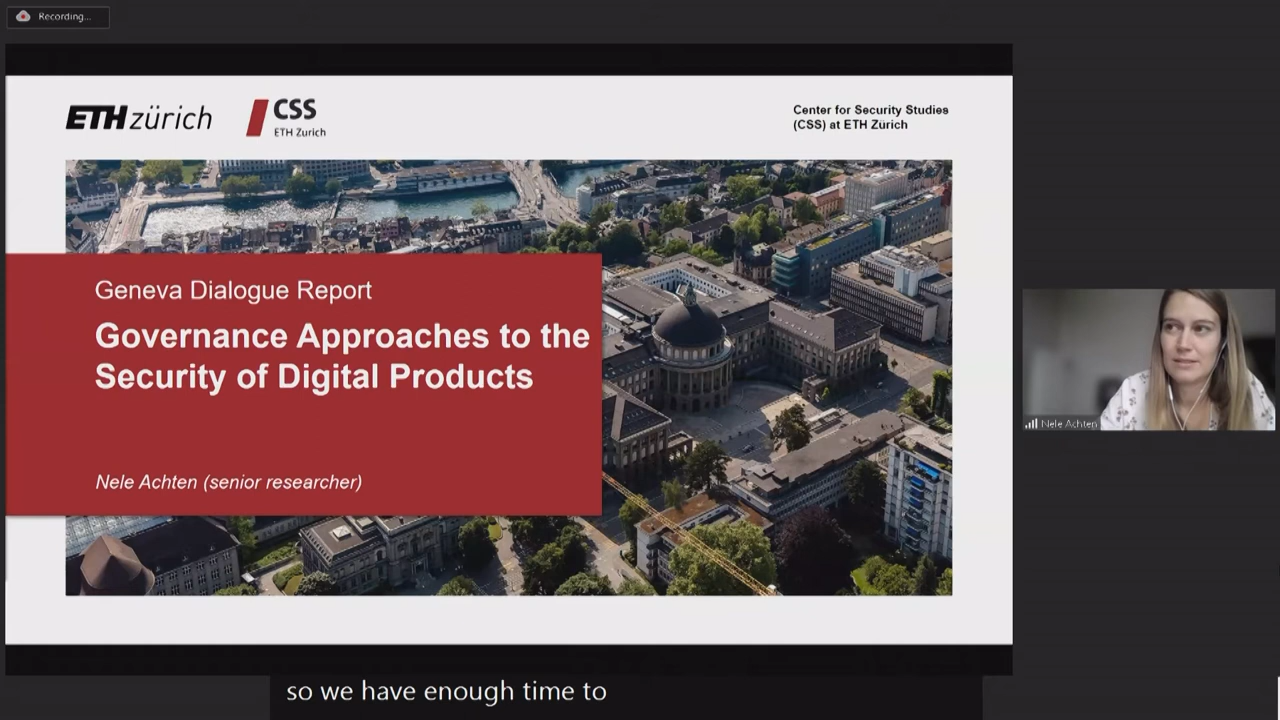 Recording...
ETH zürich
CSS
ETH Zurich
Center for Security Studies
(CSS) at ETH Zürich
Geneva Dialogue Report
Governance Approaches to the
Security of Digital Products
Nele Achten (senior researcher)
Nele Achten
so we have enough time to